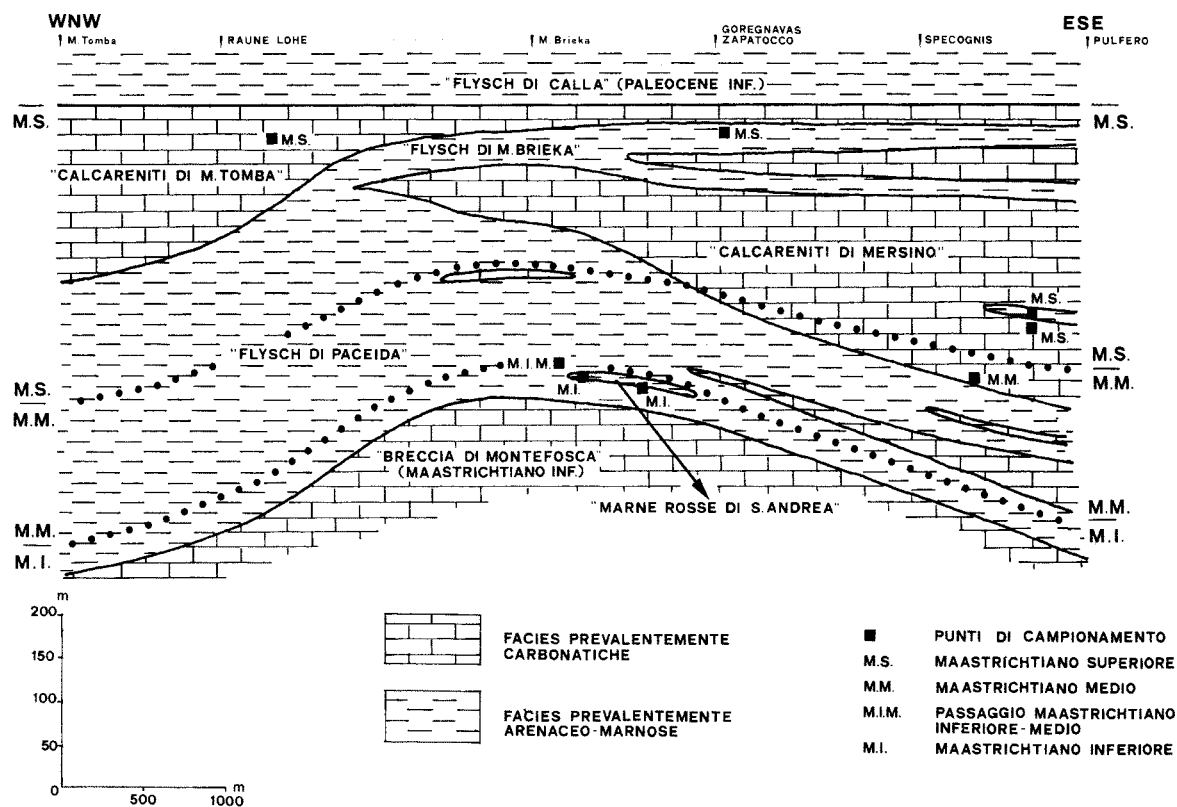 WNW
ESE
M. Tomba
RAUNE LOHE
M. Brieka
GOREGNAVAS
ZAPATOCCO
SPECOGNIS
PULFERO
"FLYSCH DI CALLA" (PALEOCENE INF.)
M.S.
M.S.
M.S.
M.S.
"FLYSCH DI M. BRIEKA"
"CALCARENITI DI M. TOMBA"
"CALCARENITI DI MERSINO"
M.S.
M.S.
"FLYSCH DI PACEIDA"
M.I.M.
M.I.
M.I.
M.M.
M.S.
M.M.
M.S.
M.M.
"BRECCIA DI MONTEFOSCA"
(MAASTRICHTIANO INF.)
"MARNE ROSSE DI S. ANDREA"
M.M.
M.I.
M.M.
M.I.
m
200
150
100
50
0
500
1000
m
FACIES PREVALENTEMENTE
CARBONATICHE
FACIES PREVALENTEMENTE
ARENACEO-MARNOSE
PUNTI DI CAMPIONAMENTO
M.S. MAASTRICHTIANO SUPERIORE
M.M. MAASTRICHTIANO MEDIO
M.I.M. PASSAGGIO MAASTRICHTIANO
INFERIORE-MEDIO
M.I. MAASTRICHTIANO INFERIORE